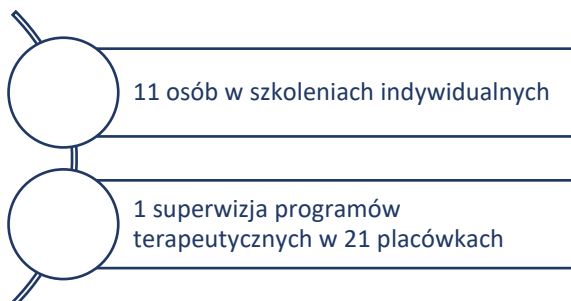 11 osób w szkoleniach indywidualnych
1 superwizja programów
terapeutycznych w 21 placówkach